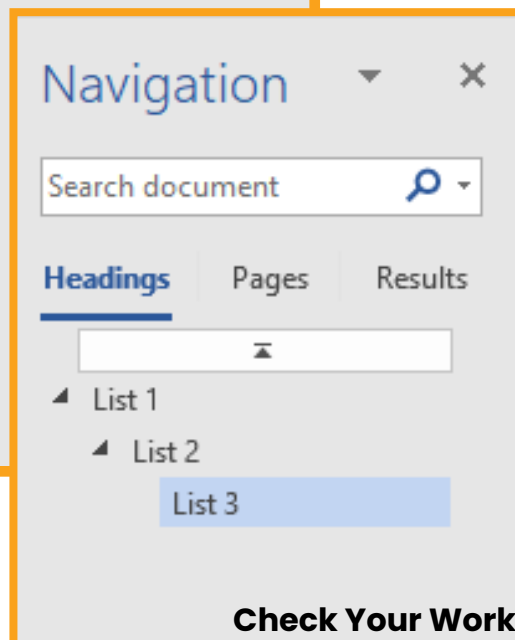 Navigation
Search document
Headings Pages Results
List 1
List 2
List 3
Check Your Work